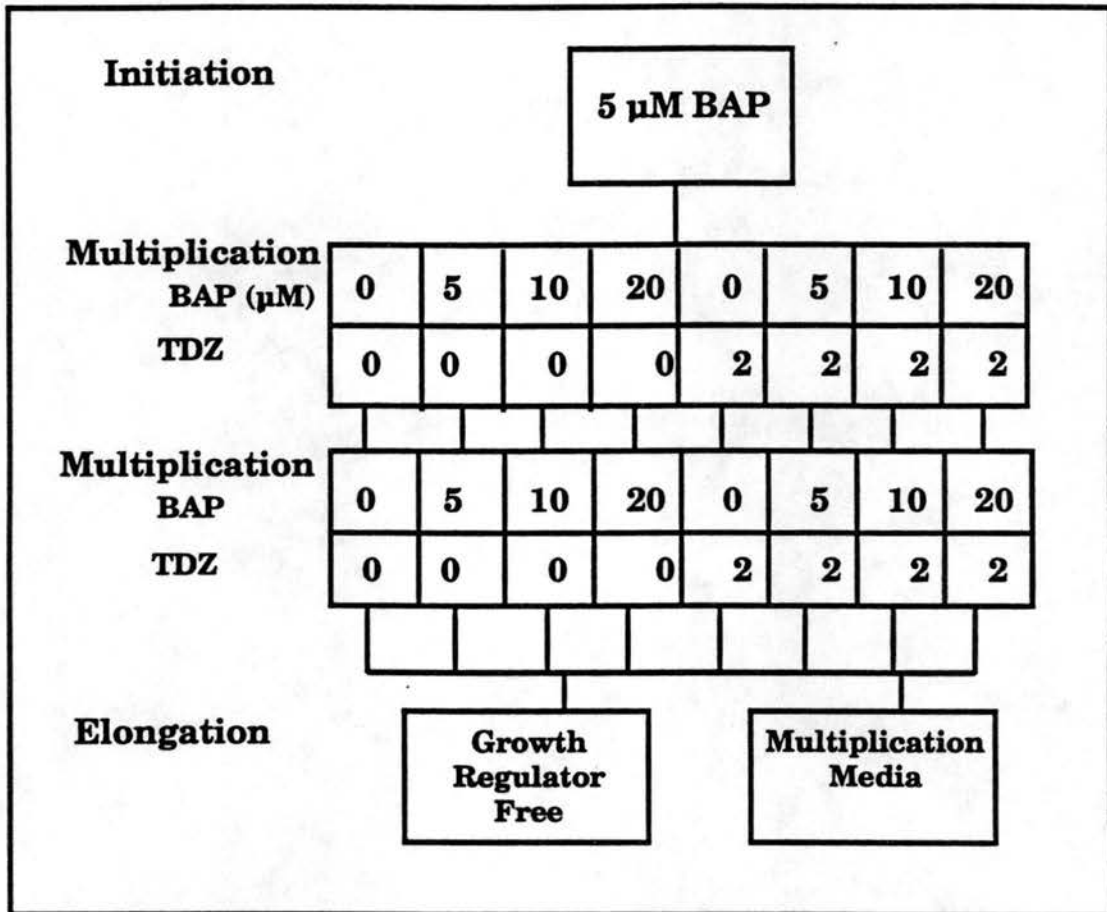 Initiation
5 µM BAP
Multiplication
BAP (µM) 0 5 10 20 0 5 10 20
TDZ 0 0 0 0 2 2 2 2
Multiplication
BAP 0 5 10 20 0 5 10 20
TDZ 0 0 0 0 2 2 2 2
Elongation
Growth
Regulator
Free
Multiplication
Media